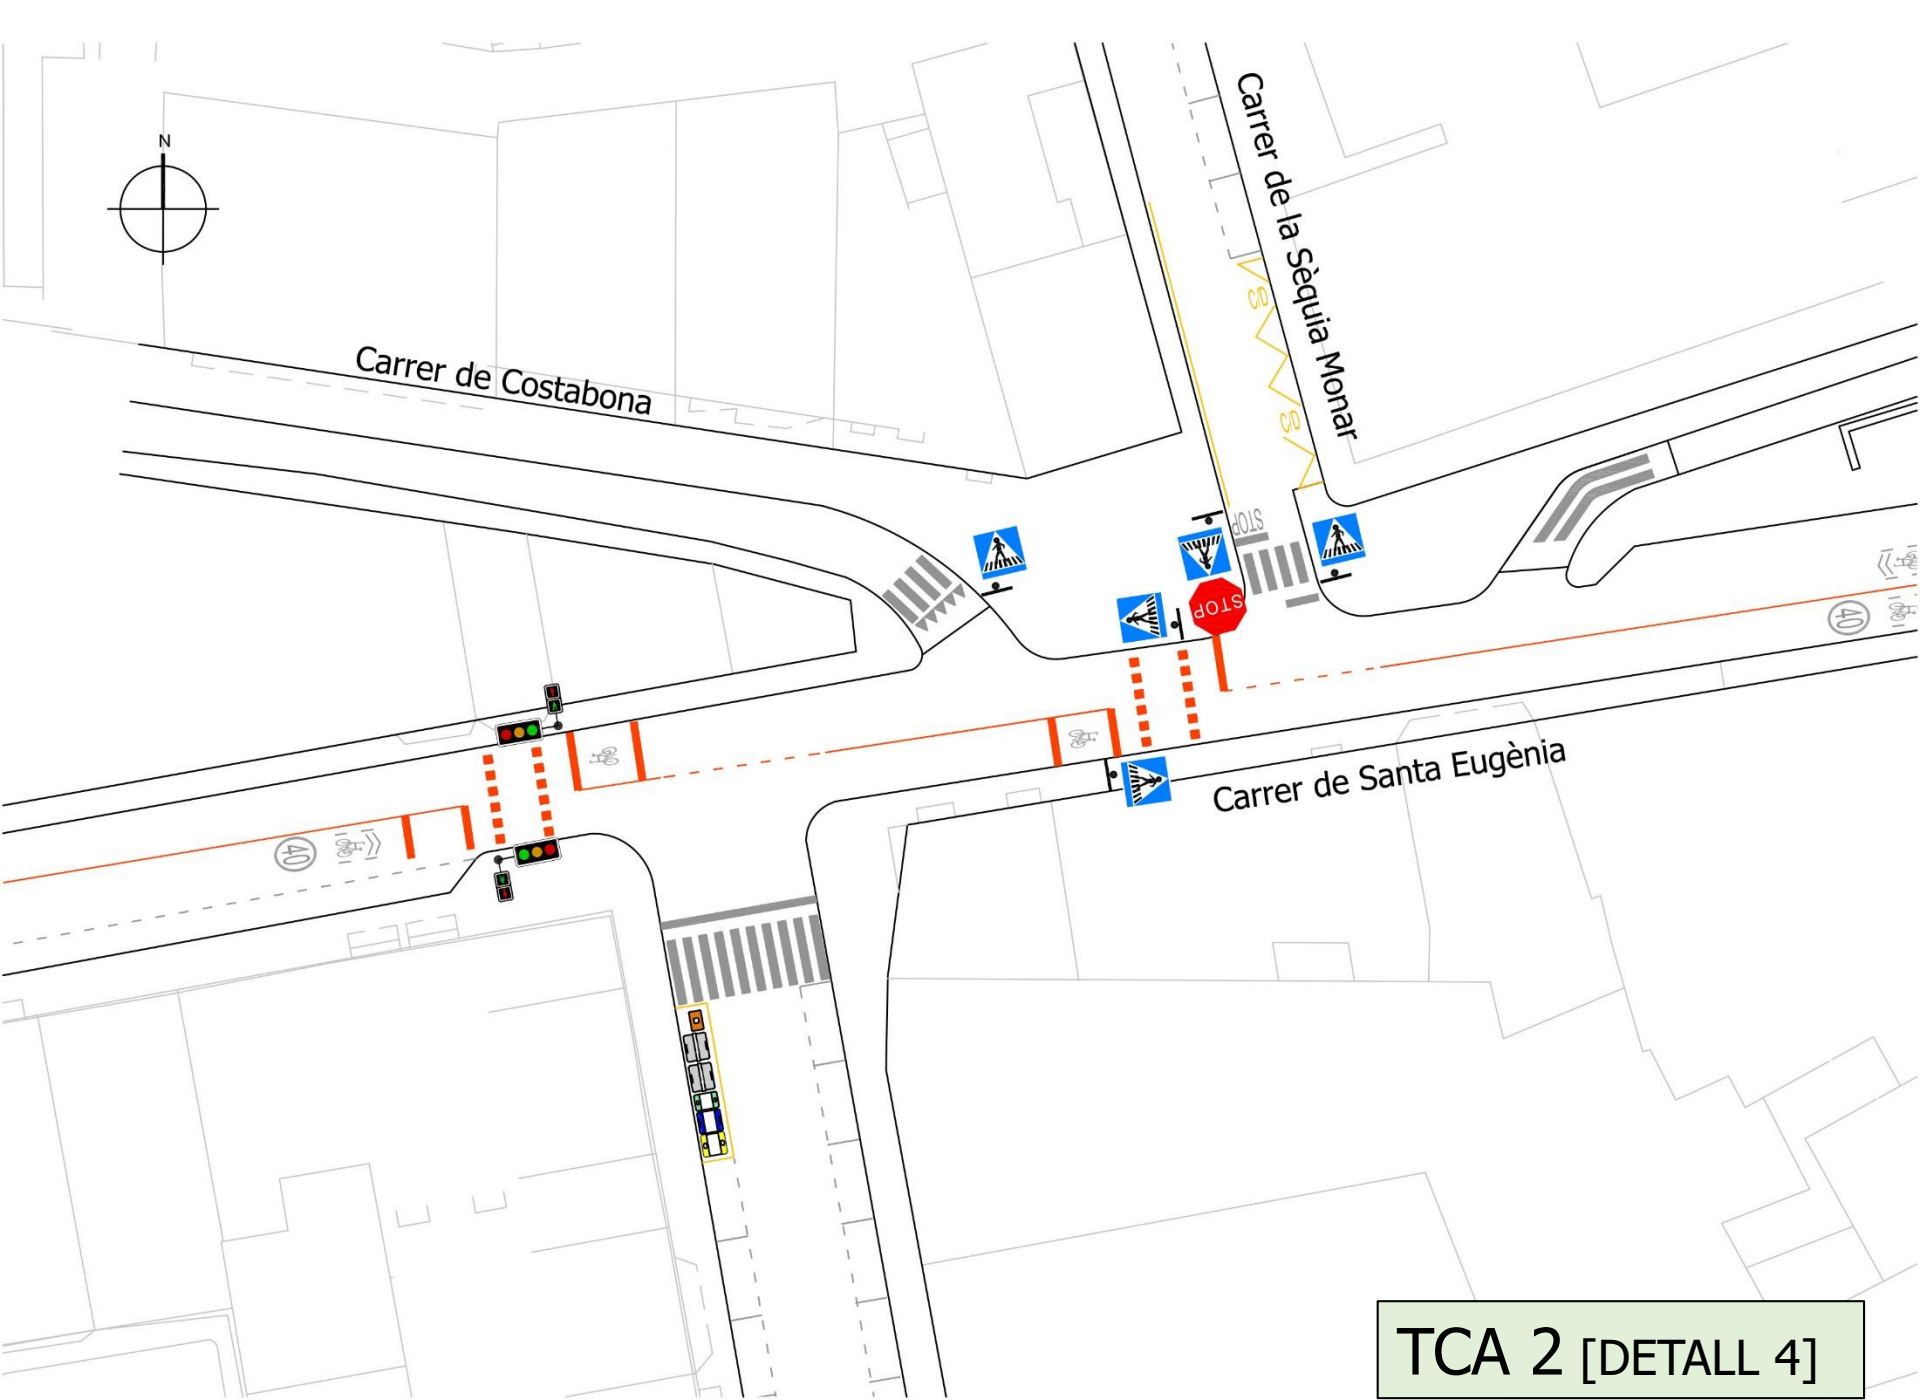 N
Carrer de la Sèquia Monar
Carrer de Costabona
STOP
STOP
40
40
Carrer de Santa Eugènia
TCA 2 [DETALL 4]